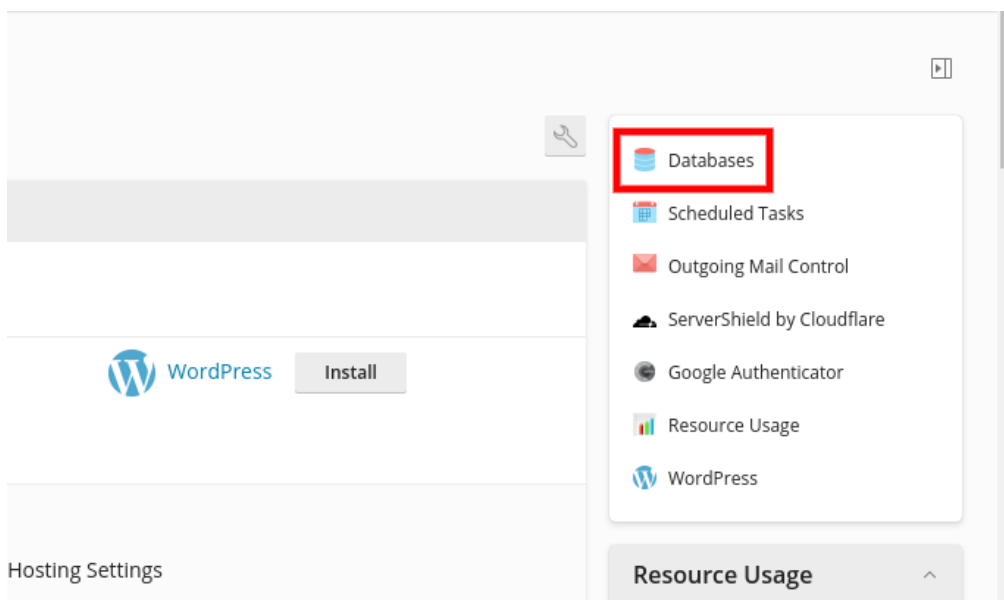 Databases
Scheduled Tasks
Outgoing Mail Control
ServerShield by Cloudflare
WordPress
Install
Google Authenticator
Resource Usage
WordPress
Hosting Settings
Resource Usage